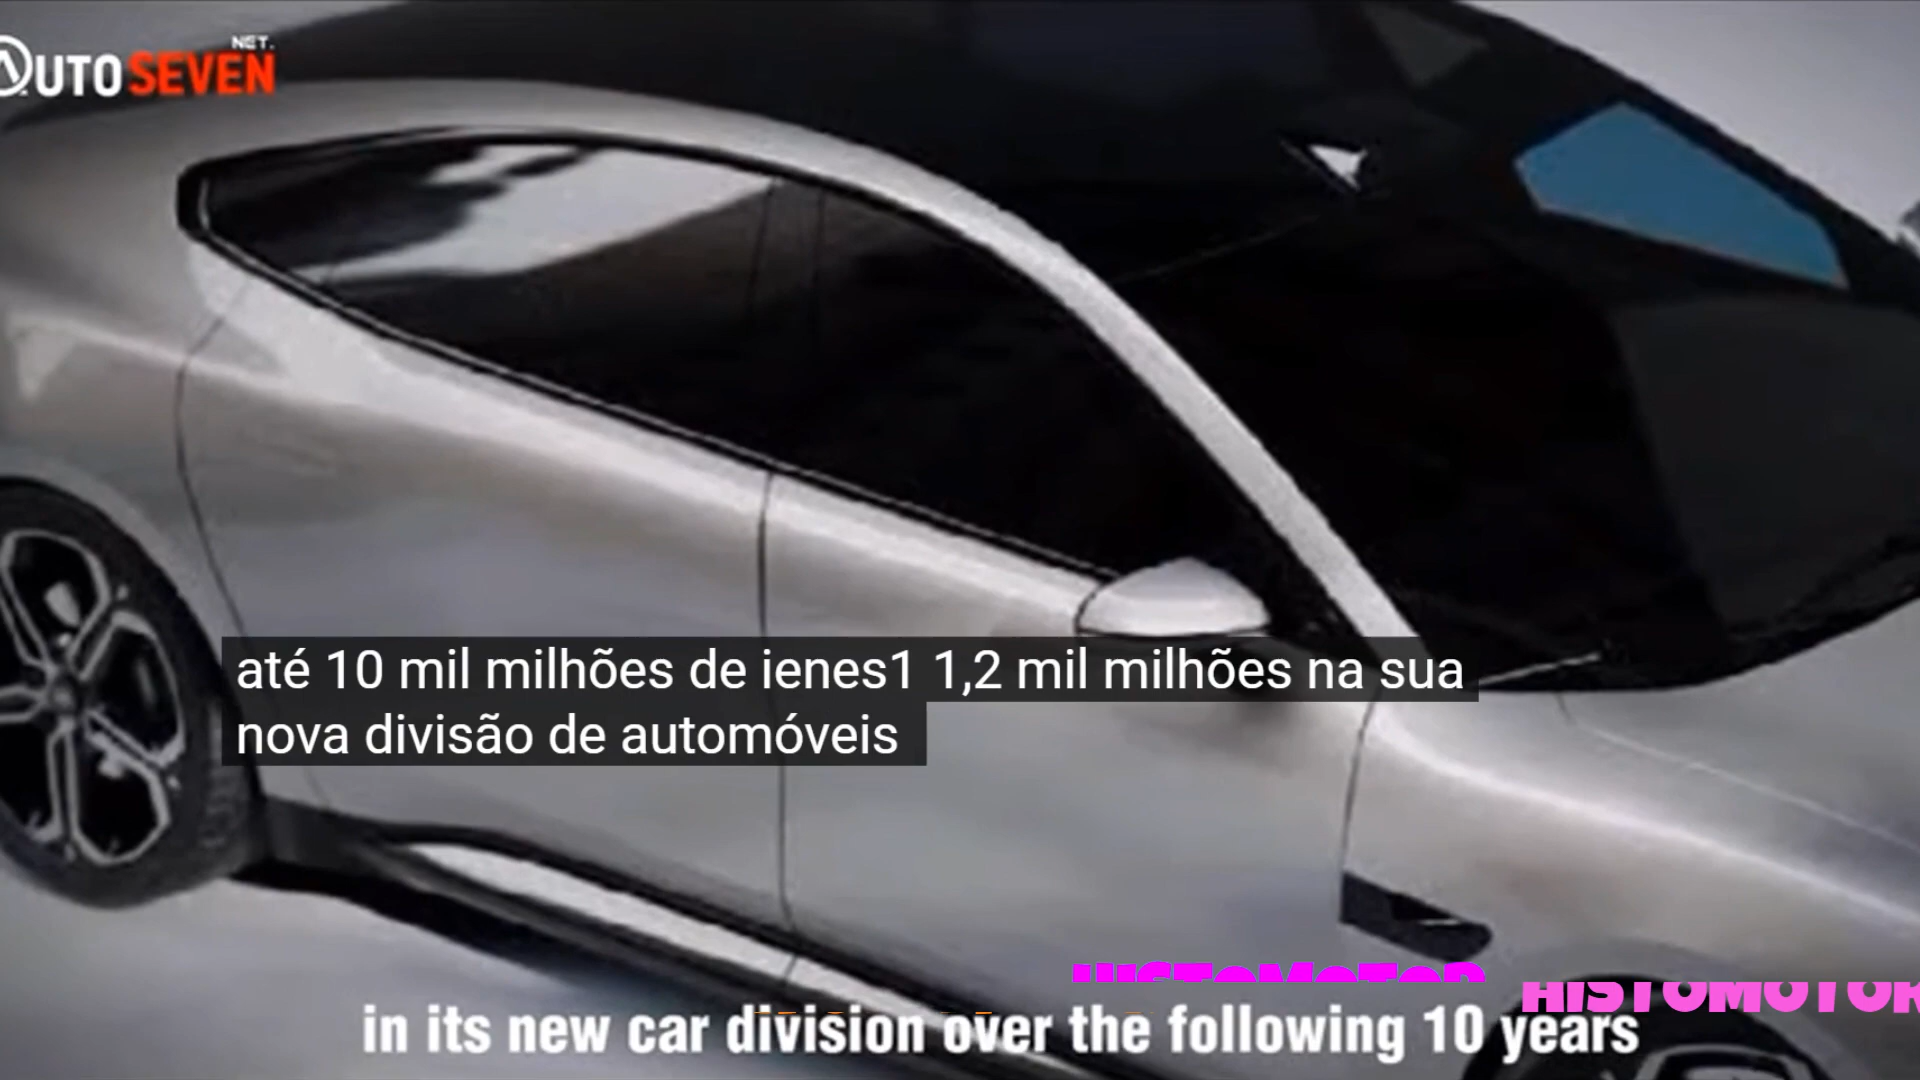 NET.
AUTO SEVEN
até 10 mil milhões de ienes1 1,2 mil milhões na sua
nova divisão de automóveis
HISTOMOTOR HISTOMOTOR
in its new car division over the following 10 years